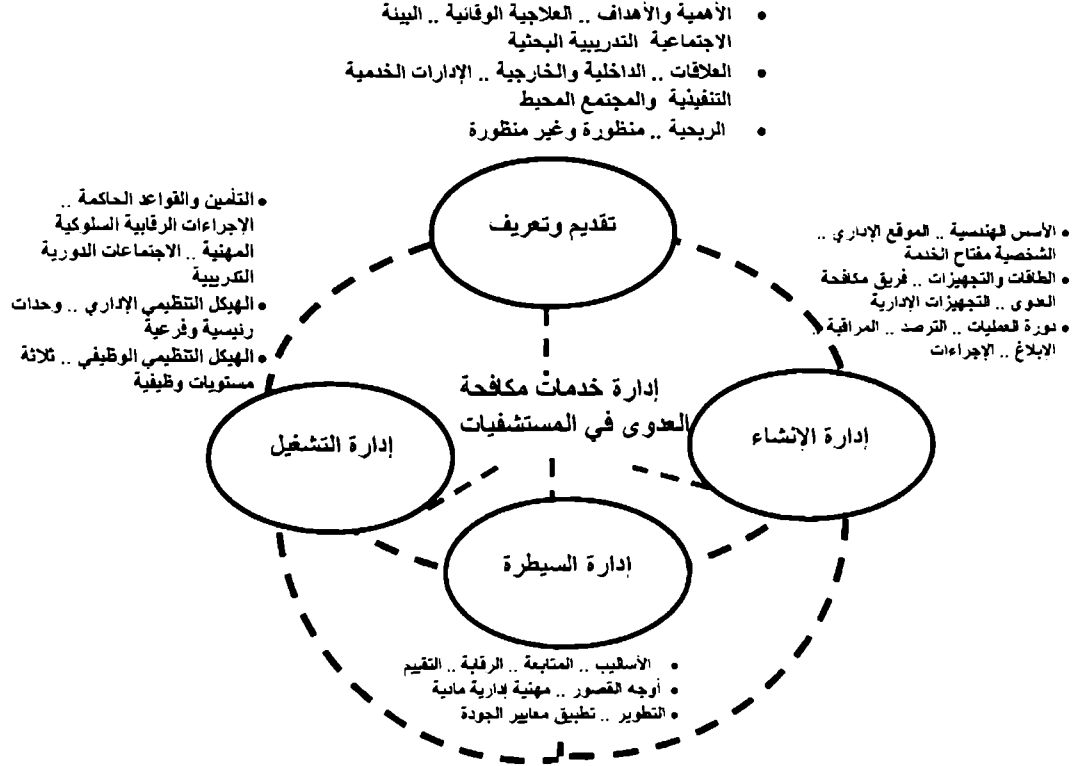 • الأهمية والأهداف .. العلاجية الوقائية .. البيئة
الاجتماعية التدريبية البحثية
• العلاقات .. الداخلية والخارجية .. الإدارات الخدمية
التنفيذية والمجتمع المحيط
• الربحية .. منظورة وغير منظورة
تقديم وتعريف
• الأسس الهندسية .. الموقع الإداري ..
الشخصية مفتاح الخدمة
• الطاقات والتجهيزات .. فريق مكافحة
العدوى .. التجهيزات الإدارية
• دورة العمليات .. الترصد .. المراقبة ..
الابلاغ .. الإجراءات
• التأمين والقواعد الحاكمة ..
الإجراءات الرقابية السلوكية
المهنية .. الاجتماعات الدورية
التدريبية
• الهيكل التنظيمي الإداري .. وحدات
رئيسية وفرعية
• الهيكل التنظيمي الوظيفي .. ثلاثة
مستويات وظيفية
إدارة خدمات مكافحة
العدوى في المستشفيات
إدارة الإنشاء
إدارة التشغيل
إدارة السيطرة
• الأساليب .. المتابعة .. الرقابة .. التقييم
• أوجه القصور .. مهنية إدارية مادية
• التطوير .. تطبيق معايير الجودة